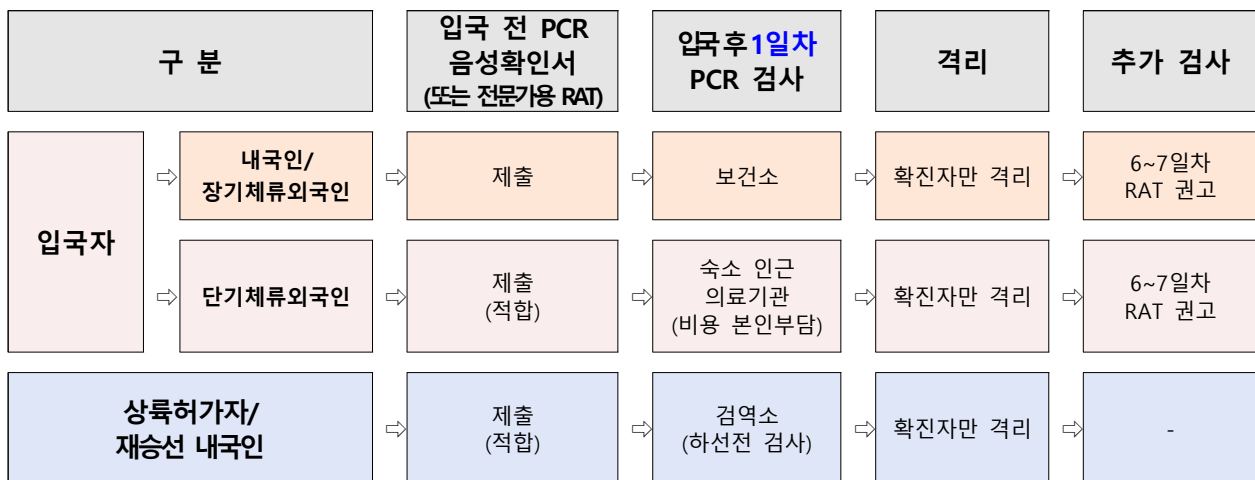 구 분
입국 전 PCR
음성확인서
(또는 전문가용 RAT)
입국 후 1일차
PCR 검사
격리
추가 검사
입국자
내국인/
장기체류외국인
제출
보건소
확진자만 격리
6~7일차
RAT 권고
단기체류외국인
제출
(적합)
숙소 인근
의료기관
(비용 본인부담)
확진자만 격리
6~7일차
RAT 권고
상륙허가자/
재승선 내국인
제출
(적합)
검역소
(하선전 검사)
확진자만 격리
-